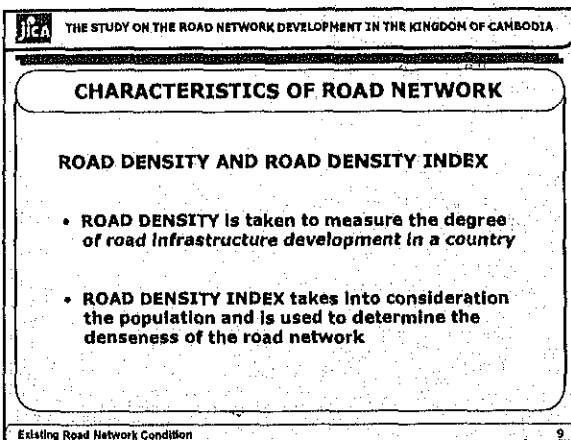 JICA THE STUDY ON THE ROAD NETWORK DEVELOPMENT IN THE KINGDOM OF CAMBODIA
CHARACTERISTICS OF ROAD NETWORK
ROAD DENSITY AND ROAD DENSITY INDEX
• ROAD DENSITY is taken to measure the degree
of road infrastructure development in a country
• ROAD DENSITY INDEX takes into consideration
the population and is used to determine the
denseness of the road network
Existing Road Network Condition 9